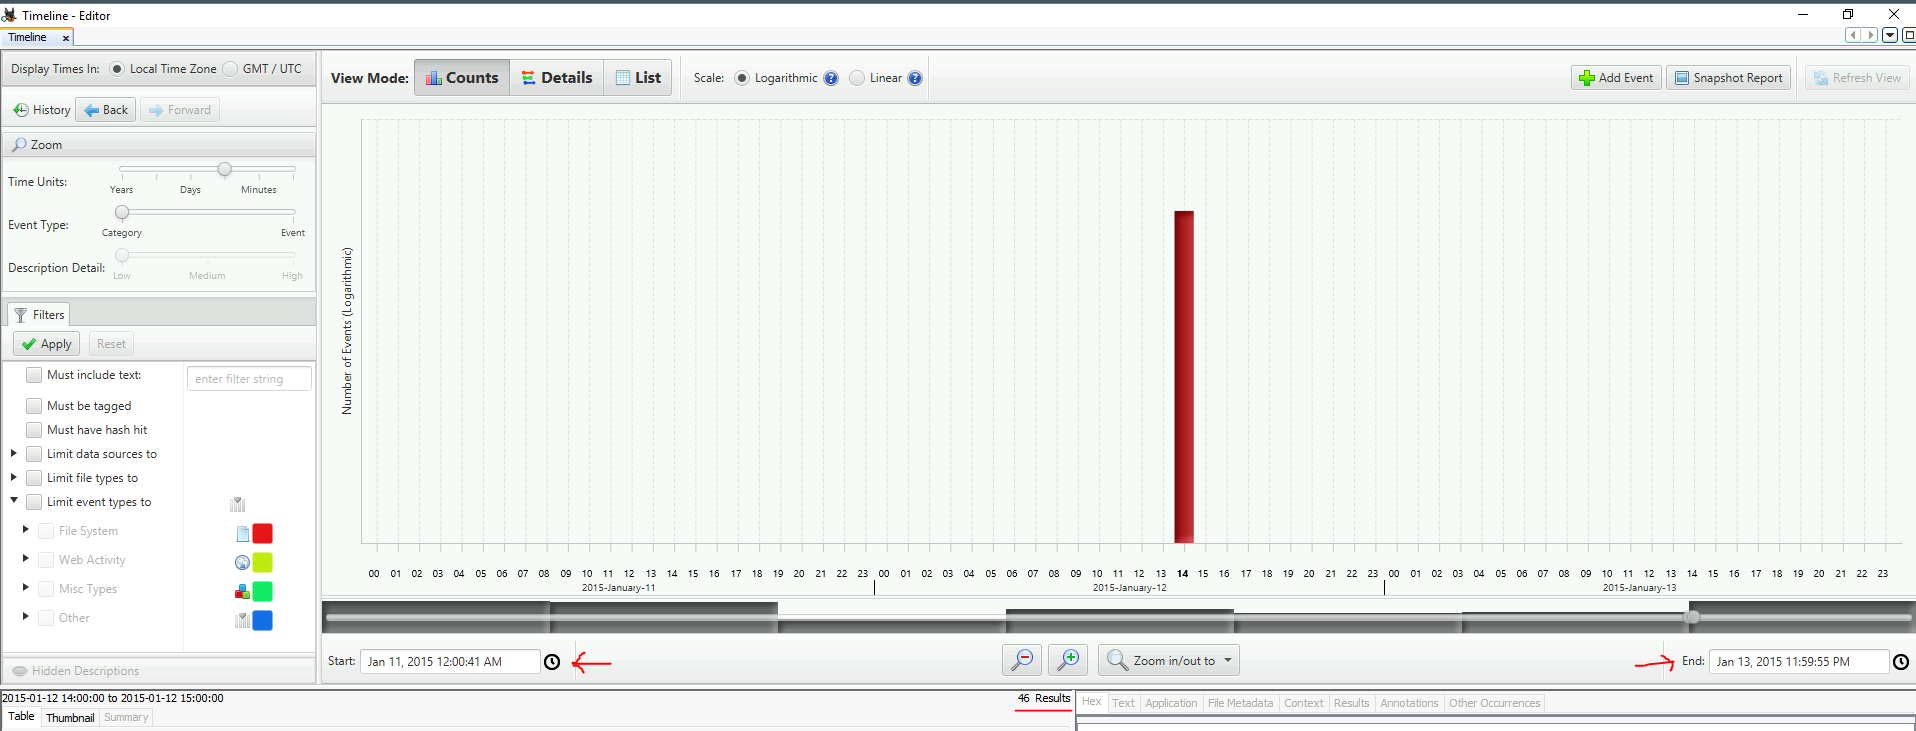 Timeline - Editor
Timeline x
Display Times In: Local Time Zone GMT / UTC
History Back Forward
Zoom
Time Units:
Years Days Minutes
Event Type:
Category Event
Description Detail:
Low Medium High
Filters
Apply Reset
Must include text: enter filter string
Must be tagged
Must have hash hit
Limit data sources to
Limit file types to
Limit event types to
File System
Web Activity
Misc Types
Other
Hidden Descriptions
View Mode: Counts Details List Scale: Logarithmic ? Linear ? Add Event Snapshot Report Refresh View
Number of Events (Logarithmic)
00 01 02 03 04 05 06 07 08 09 10 11 12 13 14 15 16 17 18 19 20 21 22 23 00 01 02 03 04 05 06 07 08 09 10 11 12 13 14 15 16 17 18 19 20 21 22 23 00 01 02 03 04 05 06 07 08 09 10 11 12 13 14 15 16 17 18 19 20 21 22 23
2015-January-11 2015-January-12 2015-January-13
Start: Jan 11, 2015 12:00:41 AM Zoom in/out to End: Jan 13, 2015 11:59:55 PM
2015-01-12 14:00:00 to 2015-01-12 15:00:00 46 Results
Table Thumbnail Summary
Hex Text Application File Metadata Context Results Annotations Other Occurrences